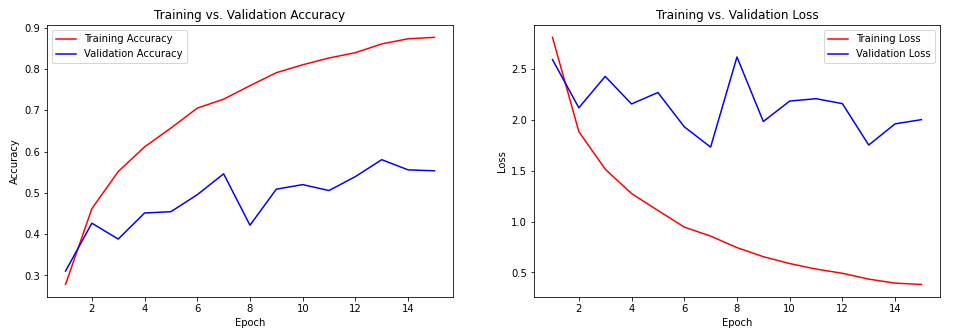 Training vs. Validation Accuracy
Training Accuracy
Validation Accuracy
0.9
0.8
0.7
0.6
0.5
0.4
0.3
Accuracy
2 4 6 8 10 12 14
Epoch
Training vs. Validation Loss
Training Loss
Validation Loss
2.5
2.0
1.5
1.0
0.5
Loss
2 4 6 8 10 12 14
Epoch